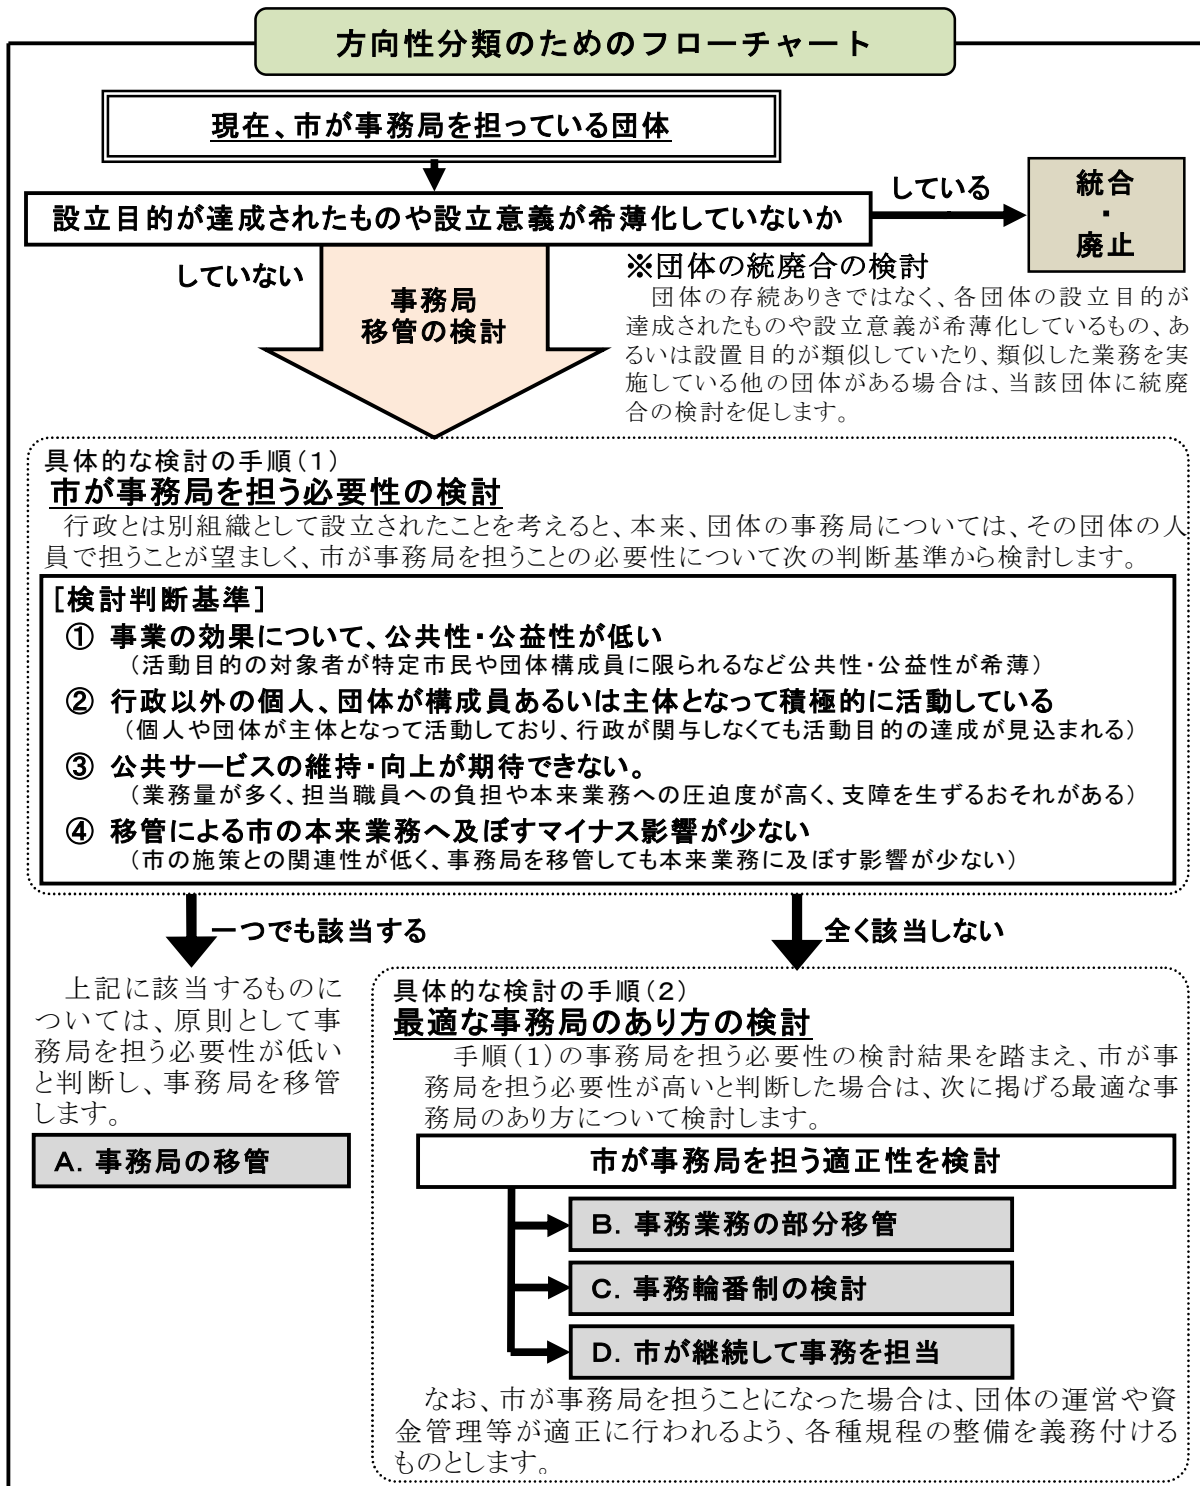 方向性分類のためのフローチャート
現在、市が事務局を担っている団体
設立目的が達成されたものや設立意義が希薄化していないか
している
統合
・
廃止
していない
事務局
移管の検討
※団体の統廃合の検討
団体の存続ありきではなく、各団体の設立目的が
達成されたものや設立意義が希薄化しているもの、あ
るいは設置目的が類似していたり、類似した業務を実
施している他の団体がある場合は、当該団体に統廃
合の検討を促します。
具体的な検討の手順(1)
市が事務局を担う必要性の検討
行政とは別組織として設立されたことを考えると、本来、団体の事務局については、その団体の人
員で担うことが望ましく、市が事務局を担うことの必要性について次の判断基準から検討します。
[検討判断基準]
① 事業の効果について、公共性・公益性が低い
(活動目的の対象者が特定市民や団体構成員に限られるなど公共性・公益性が希薄)
② 行政以外の個人、団体が構成員あるいは主体となって積極的に活動している
(個人や団体が主体となって活動しており、行政が関与しなくても活動目的の達成が見込まれる)
③ 公共サービスの維持・向上が期待できない。
(業務量が多く、担当職員への負担や本来業務への圧迫度が高く、支障を生ずるおそれがある)
④ 移管による市の本来業務へ及ぼすマイナス影響が少ない
(市の施策との関連性が低く、事務局を移管しても本来業務に及ぼす影響が少ない)
一つでも該当する
全く該当しない
上記に該当するものに
ついては、原則として事
務局を担う必要性が低い
と判断し、事務局を移管
します。
A. 事務局の移管
具体的な検討の手順(2)
最適な事務局のあり方の検討
手順(1)の事務局を担う必要性の検討結果を踏まえ、市が事
務局を担う必要性が高いと判断した場合は、次に掲げる最適な事
務局のあり方について検討します。
市が事務局を担う適正性を検討
B. 事務業務の部分移管
C. 事務輪番制の検討
D. 市が継続して事務を担当
なお、市が事務局を担うことになった場合は、団体の運営や資
金管理等が適正に行われるよう、各種規程の整備を義務付ける
ものとします。